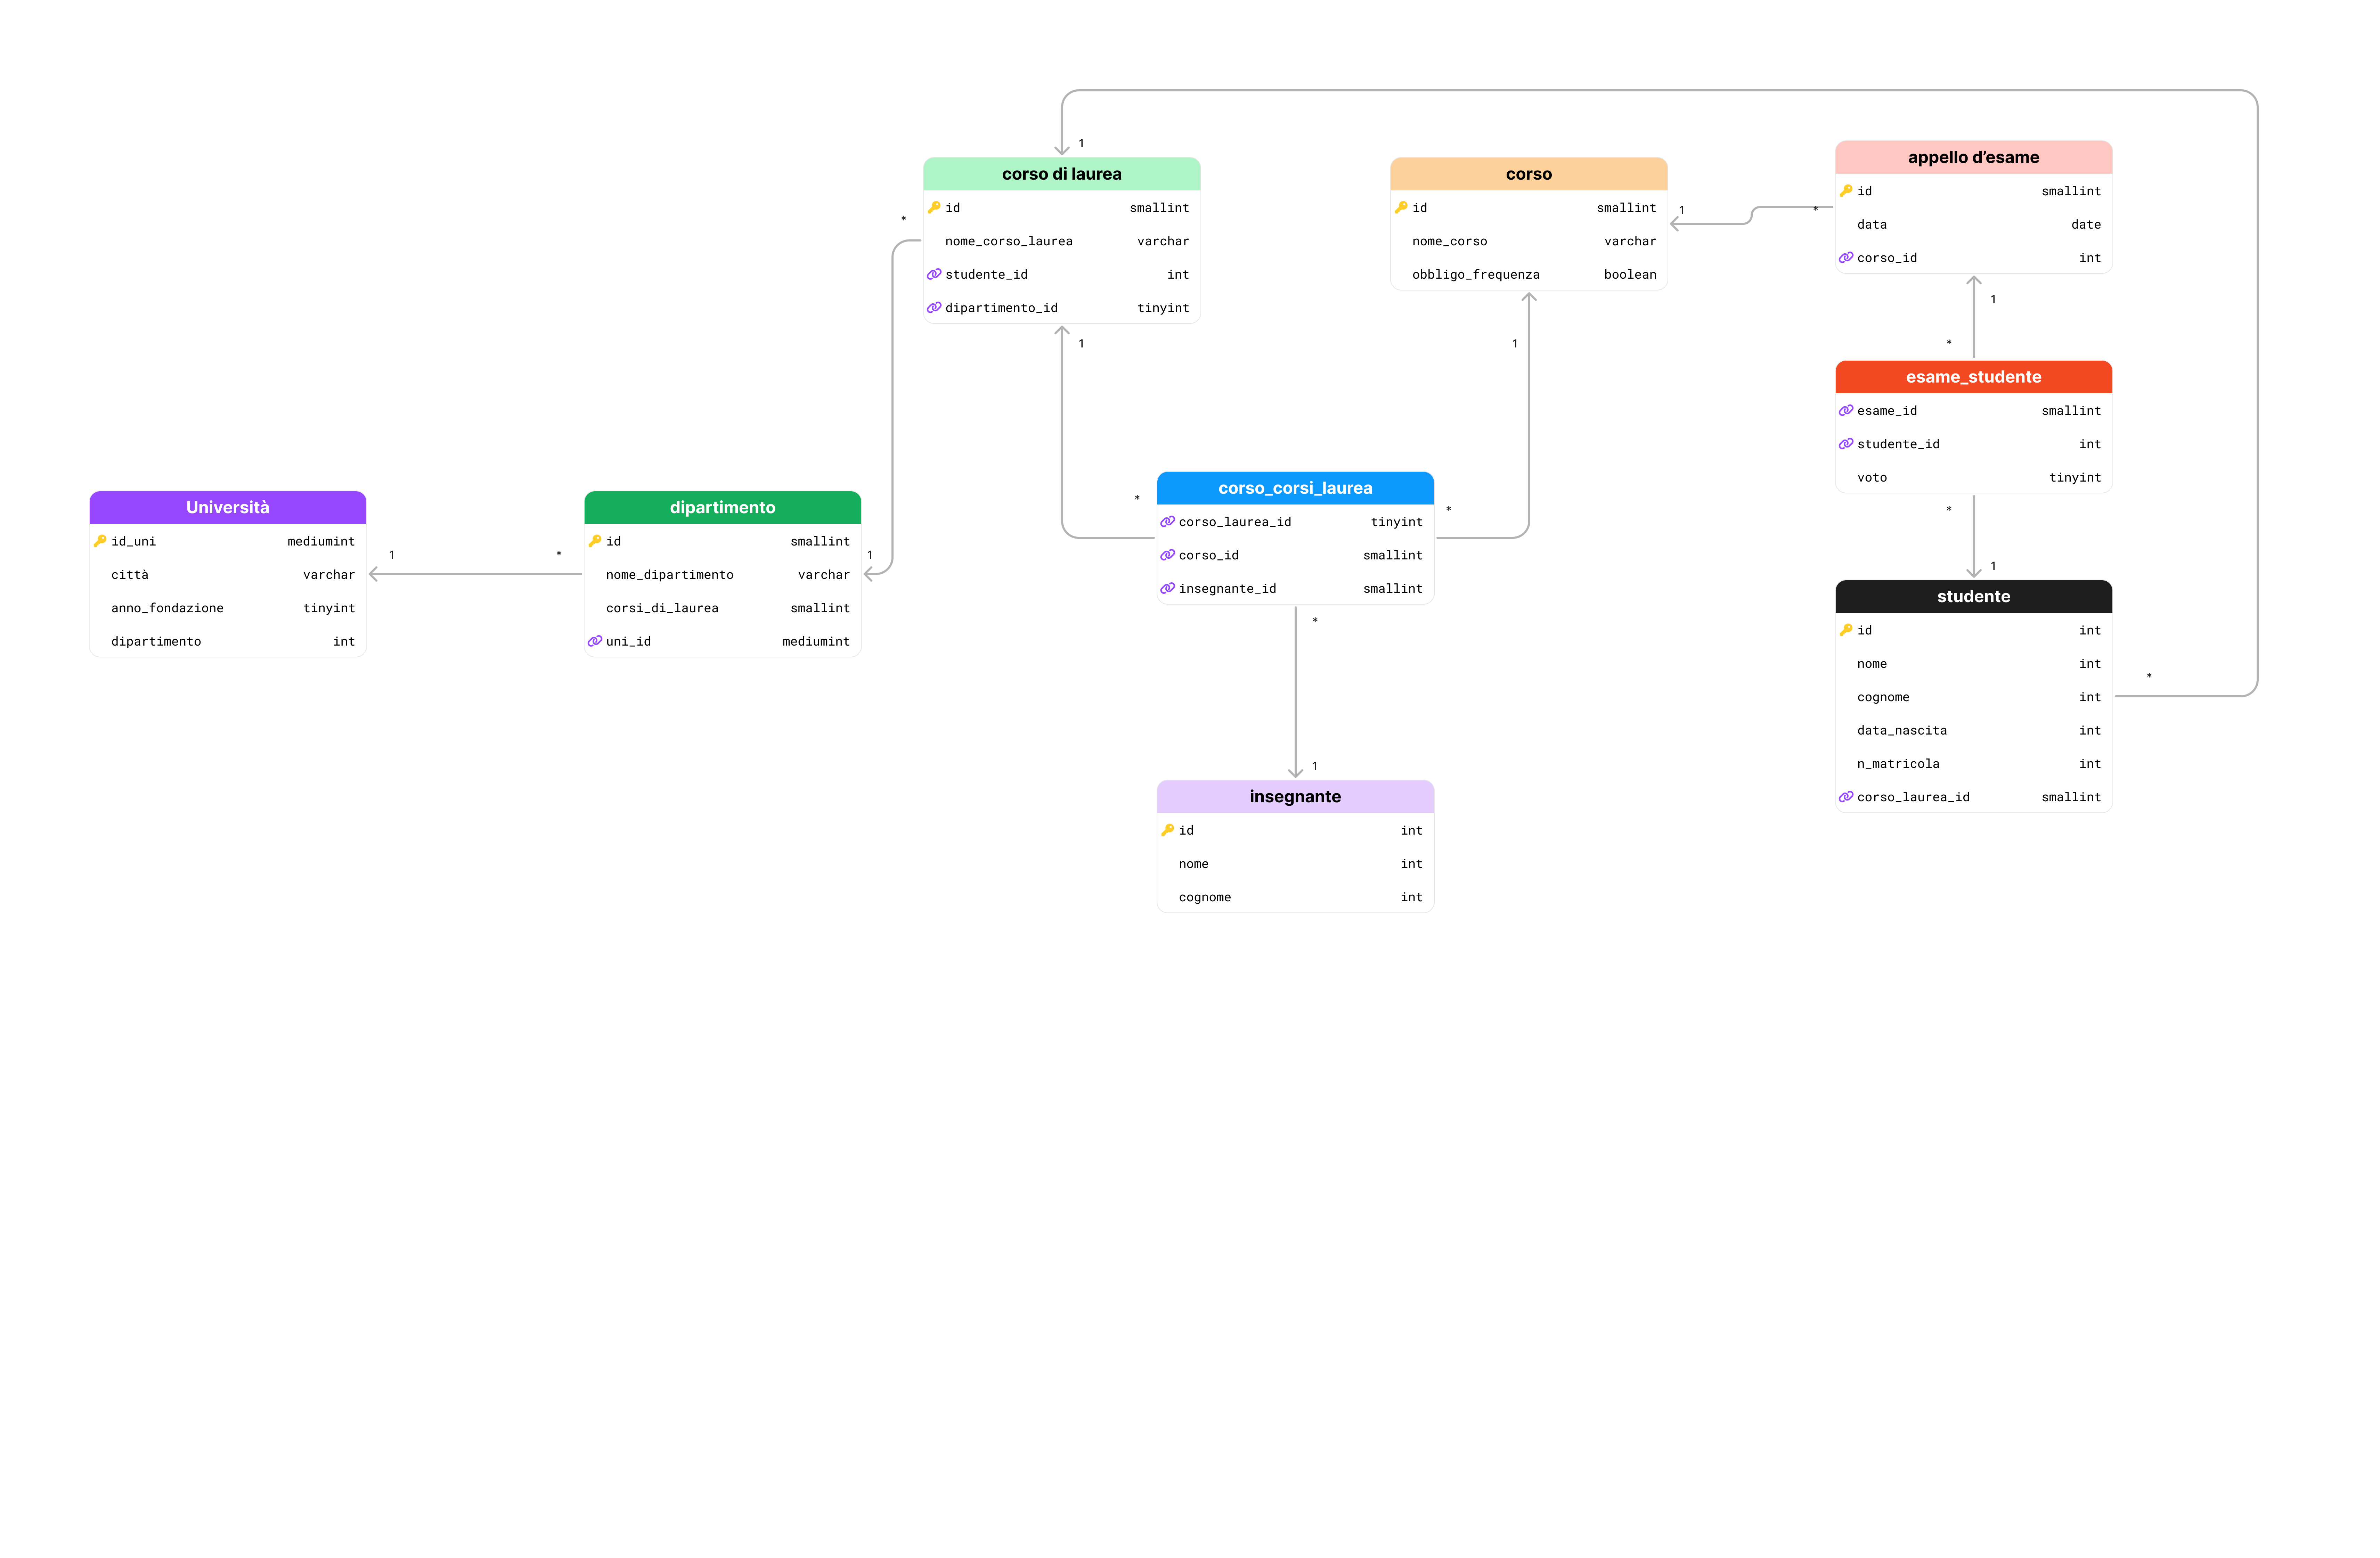 1
corso di laurea
id smallint
nome_corso_laurea varchar
studente_id int
dipartimento_id tinyint
*
1
corso
id smallint
nome_corso varchar
obbligo_frequenza boolean
1
*
1
appello d'esame
id smallint
data date
corso_id int
1
*
esame_studente
esame_id smallint
studente_id int
voto tinyint
*
1
Università
id_uni mediumint
città varchar
anno_fondazione tinyint
dipartimento int
1
*
dipartimento
id smallint
nome_dipartimento varchar
corsi_di_laurea smallint
uni_id mediumint
1
*
corso_corsi_laurea
corso_laurea_id tinyint
corso_id smallint
insegnante_id smallint
*
*
1
studente
id int
nome int
cognome int
data_nascita int
n_matricola int
corso_laurea_id smallint
*
insegnante
id int
nome int
cognome int